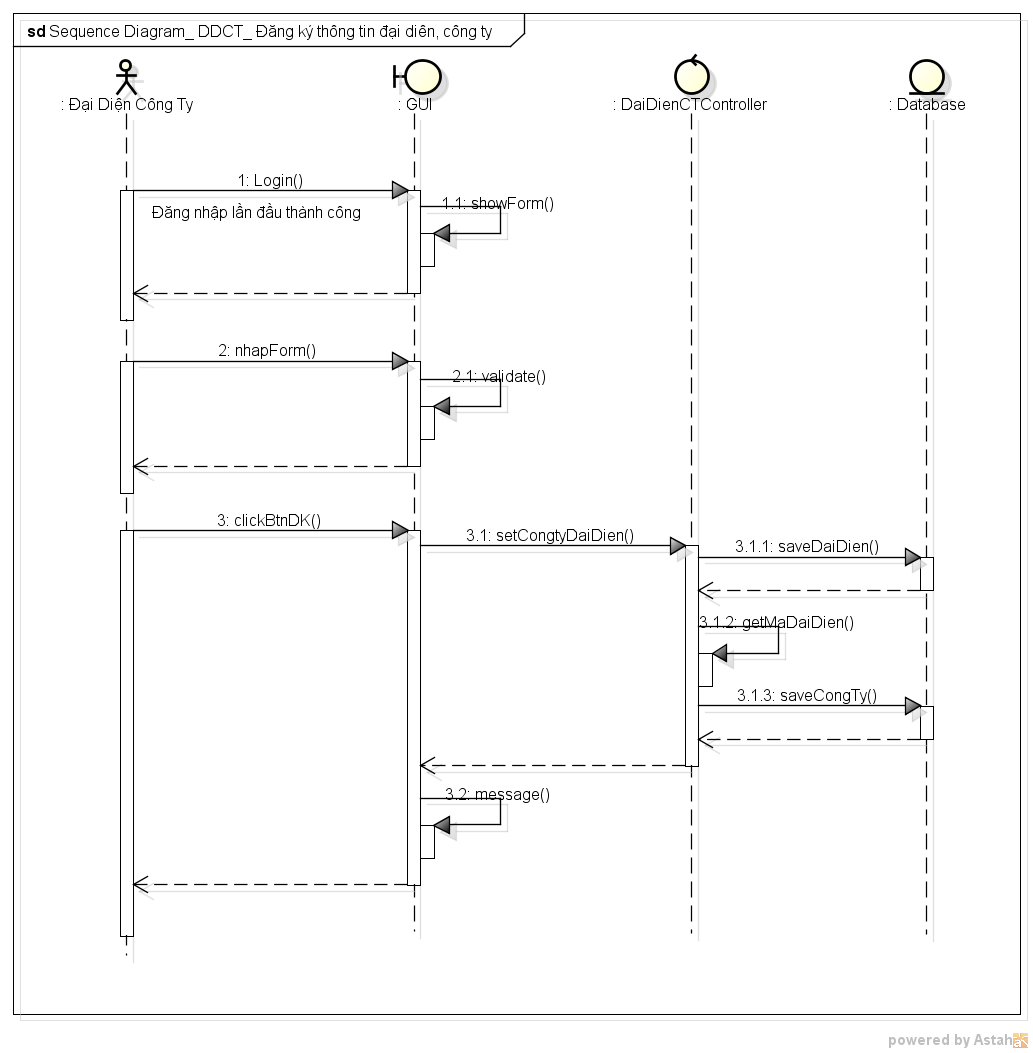 sd Sequence Diagram_ DDCT_ Đăng ký thông tin đại diên, công ty
: Đại Diện Công Ty
: GUI
: DaiDienCTController
: Database
1: Login()
Đăng nhập lần đầu thành công
1.1: showForm()
2: nhapForm()
2.1: validate()
3: clickBtnDK()
3.1: setCongtyDaiDien()
3.1.1: saveDaiDien()
3.1.2: getMaDaiDien()
3.1.3: saveCongTy()
3.2: message()
powered by Astah